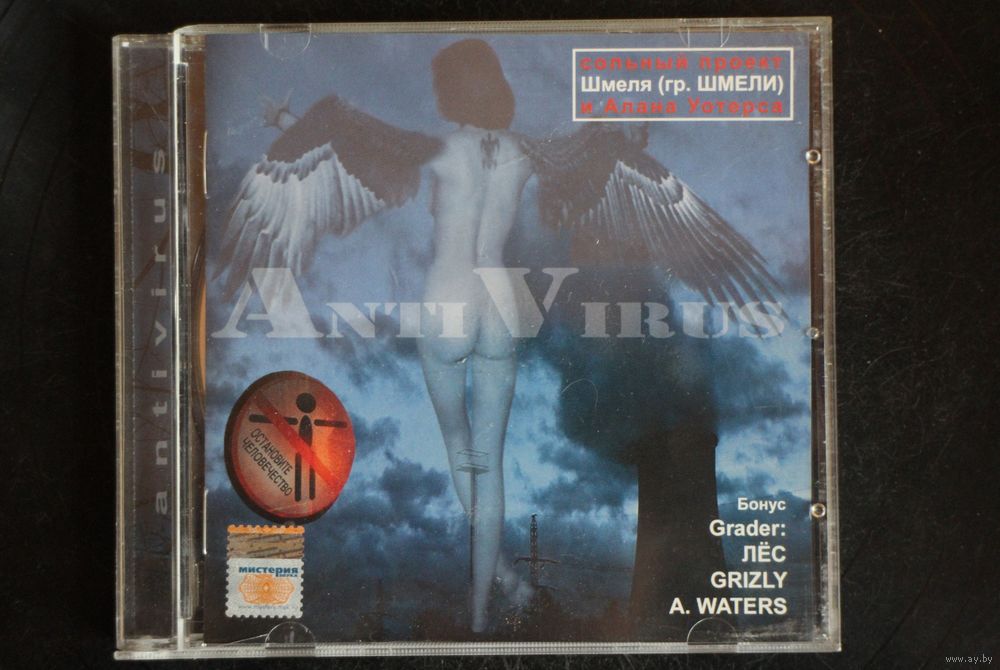 antivirus
сольный проект
Шмеля (гр. ШМЕЛИ)
и Алана Уотерса
ANTIVIRUS
ОСТАНОВИТЕ
ЧЕЛОВЕЧЕСТВО
Бонус
Grader:
ЛЁС
GRIZLY
A. WATERS
мистерия
звука
www.ay.by